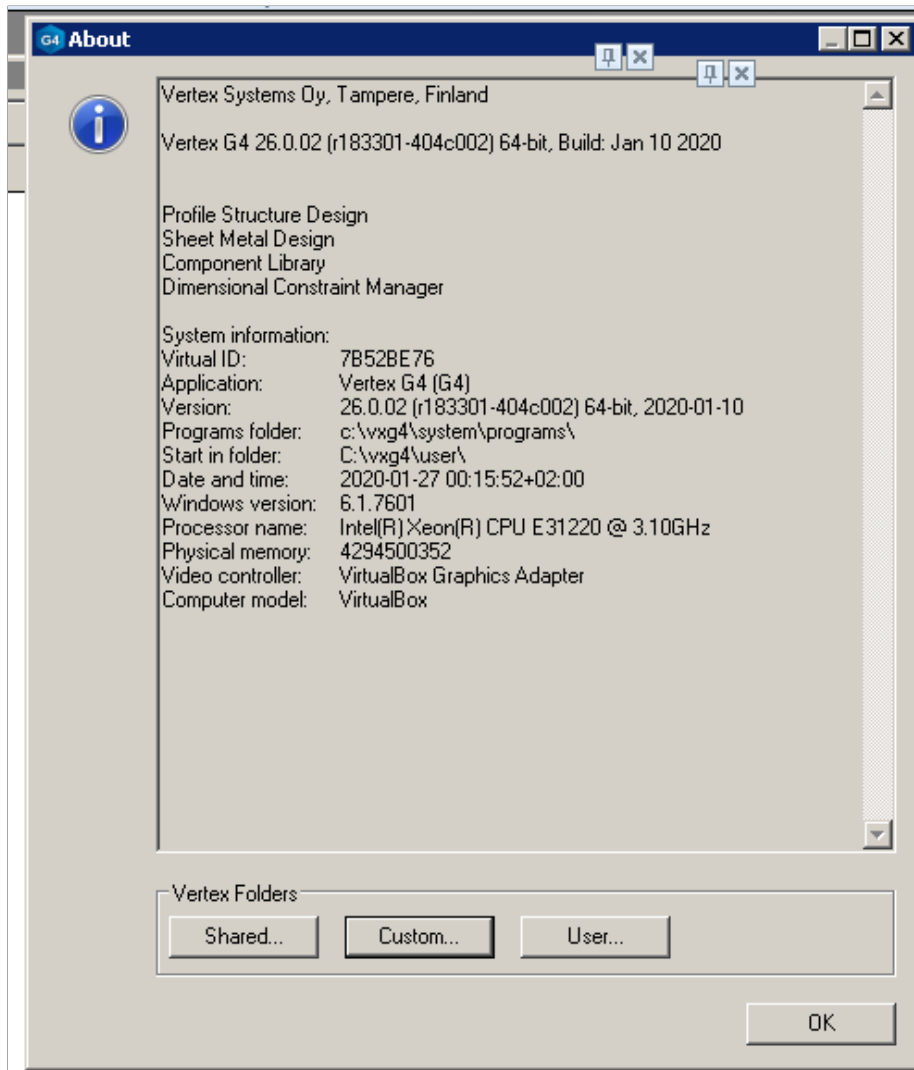 G4 About
Vertex Systems Oy, Tampere, Finland
Vertex G4 26.0.02 (r183301-404c002) 64-bit, Build: Jan 10 2020
Profile Structure Design
Sheet Metal Design
Component Library
Dimensional Constraint Manager
System information:
Virtual ID: 7B52BE76
Application: Vertex G4 (G4)
Version: 26.0.02 (r183301-404c002) 64-bit, 2020-01-10
Programs folder: c:\vxg4\system\programs\
Start in folder: C:\vxg4\user\
Date and time: 2020-01-27 00:15:52+02:00
Windows version: 6.1.7601
Processor name: Intel(R) Xeon(R) CPU E31220 @ 3.10GHz
Physical memory: 4294500352
Video controller: VirtualBox Graphics Adapter
Computer model: VirtualBox
Vertex Folders
Shared... Custom... User...
OK